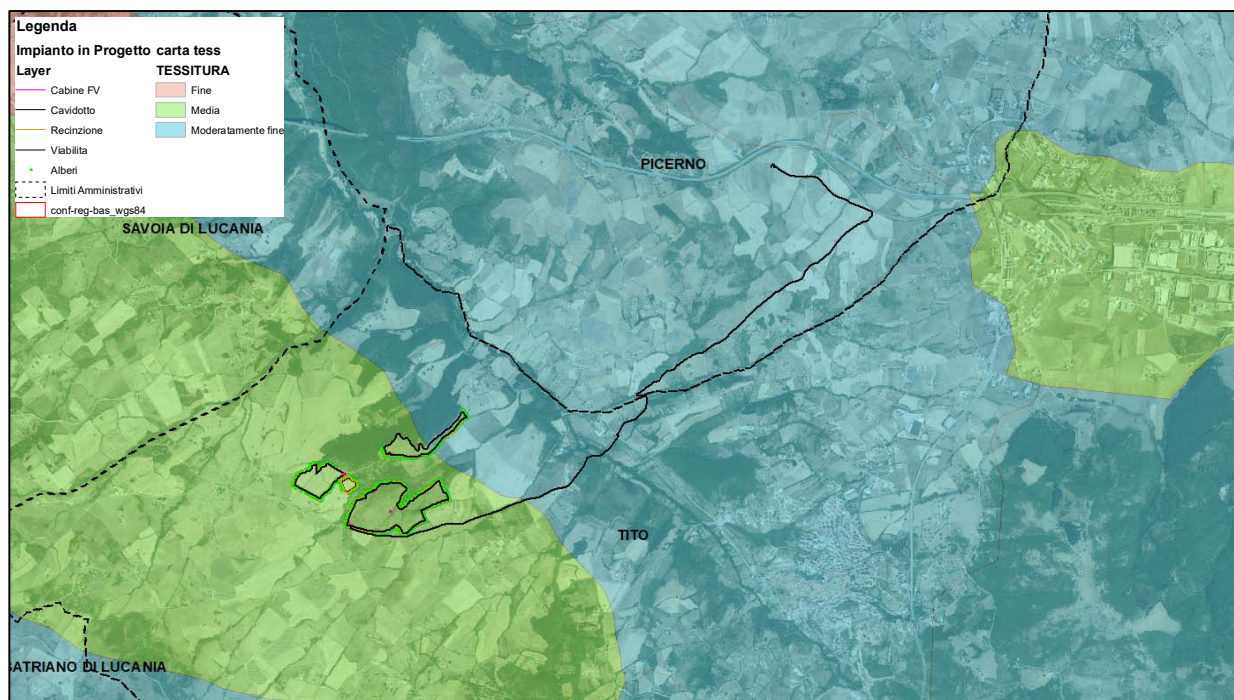 Legenda
Impianto in Progetto carta tess
Layer TESSITURA
Cabine FV Fine
Cavidotto Media
Recinzione Moderatamente fine
Viabilita
Alberi
Limiti Amministrativi
conf-reg-bas_wgs84
PICERNO
SAVOIA DI LUCANIA
TITO
SATRIANO DI LUCANIA